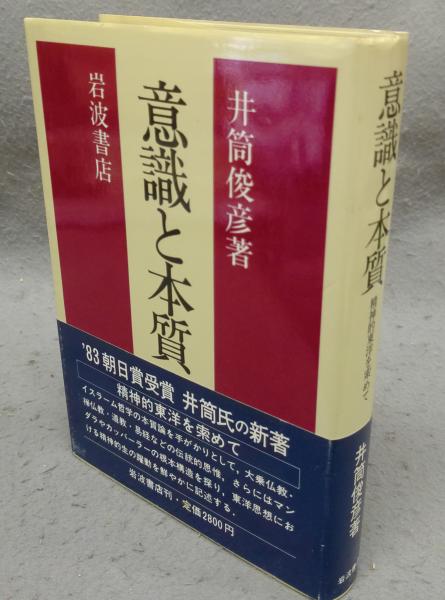 井筒俊彦著
意識と本質
岩波書店
'83朝日賞受賞 井筒氏の新著
精神的東洋を索めて
イスラーム哲学の本質論を手がかりとして,大乗仏教・
禅仏教・道教・易経などの伝統的思惟,さらにはマン
ダラやカッバーラーの根本構造を探り,東洋思想にお
ける精神的生の躍動を鮮やかに記述する.
岩波書店刊・定価2800円
意識と本質
精神的東洋を索めて
井筒俊彦著
岩波